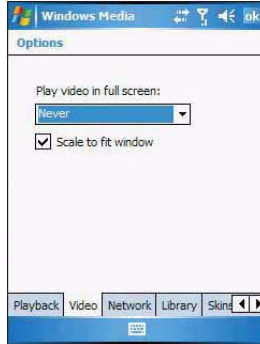 Windows Media
ok
Options
Play video in full screen:
Never
Scale to fit window
Playback Video Network Library Skins